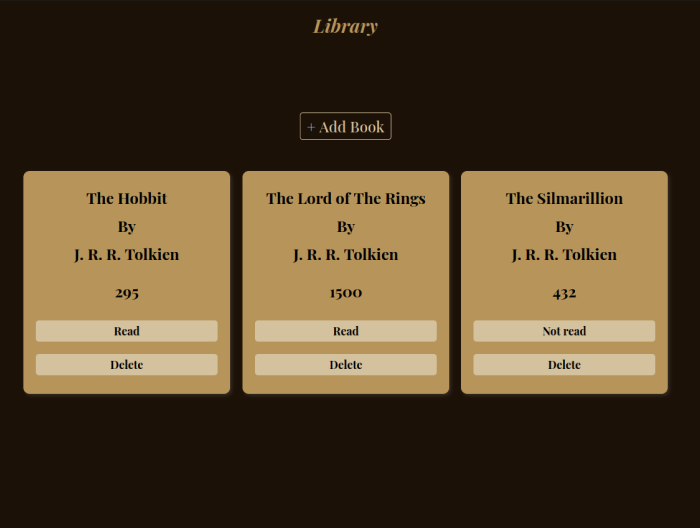 Library
+ Add Book
The Hobbit
By
J. R. R. Tolkien
295
Read
Delete
The Lord of The Rings
By
J. R. R. Tolkien
1500
Read
Delete
The Silmarillion
By
J. R. R. Tolkien
432
Not read
Delete